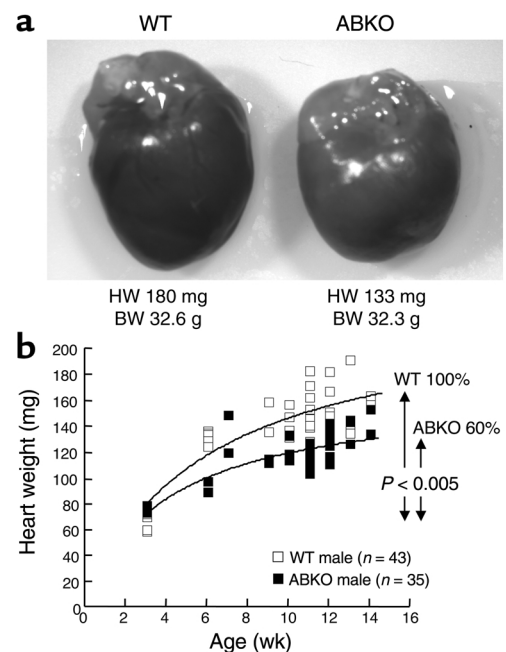 a
WT
ABKO
HW 180 mg
BW 32.6 g
HW 133 mg
BW 32.3 g
b
200
180
160
140
120
100
80
60
40
20
0
Heart weight (mg)
WT 100%
ABKO 60%
P < 0.005
WT male (n = 43)
ABKO male (n = 35)
0 2 4 6 8 10 12 14 16
Age (wk)